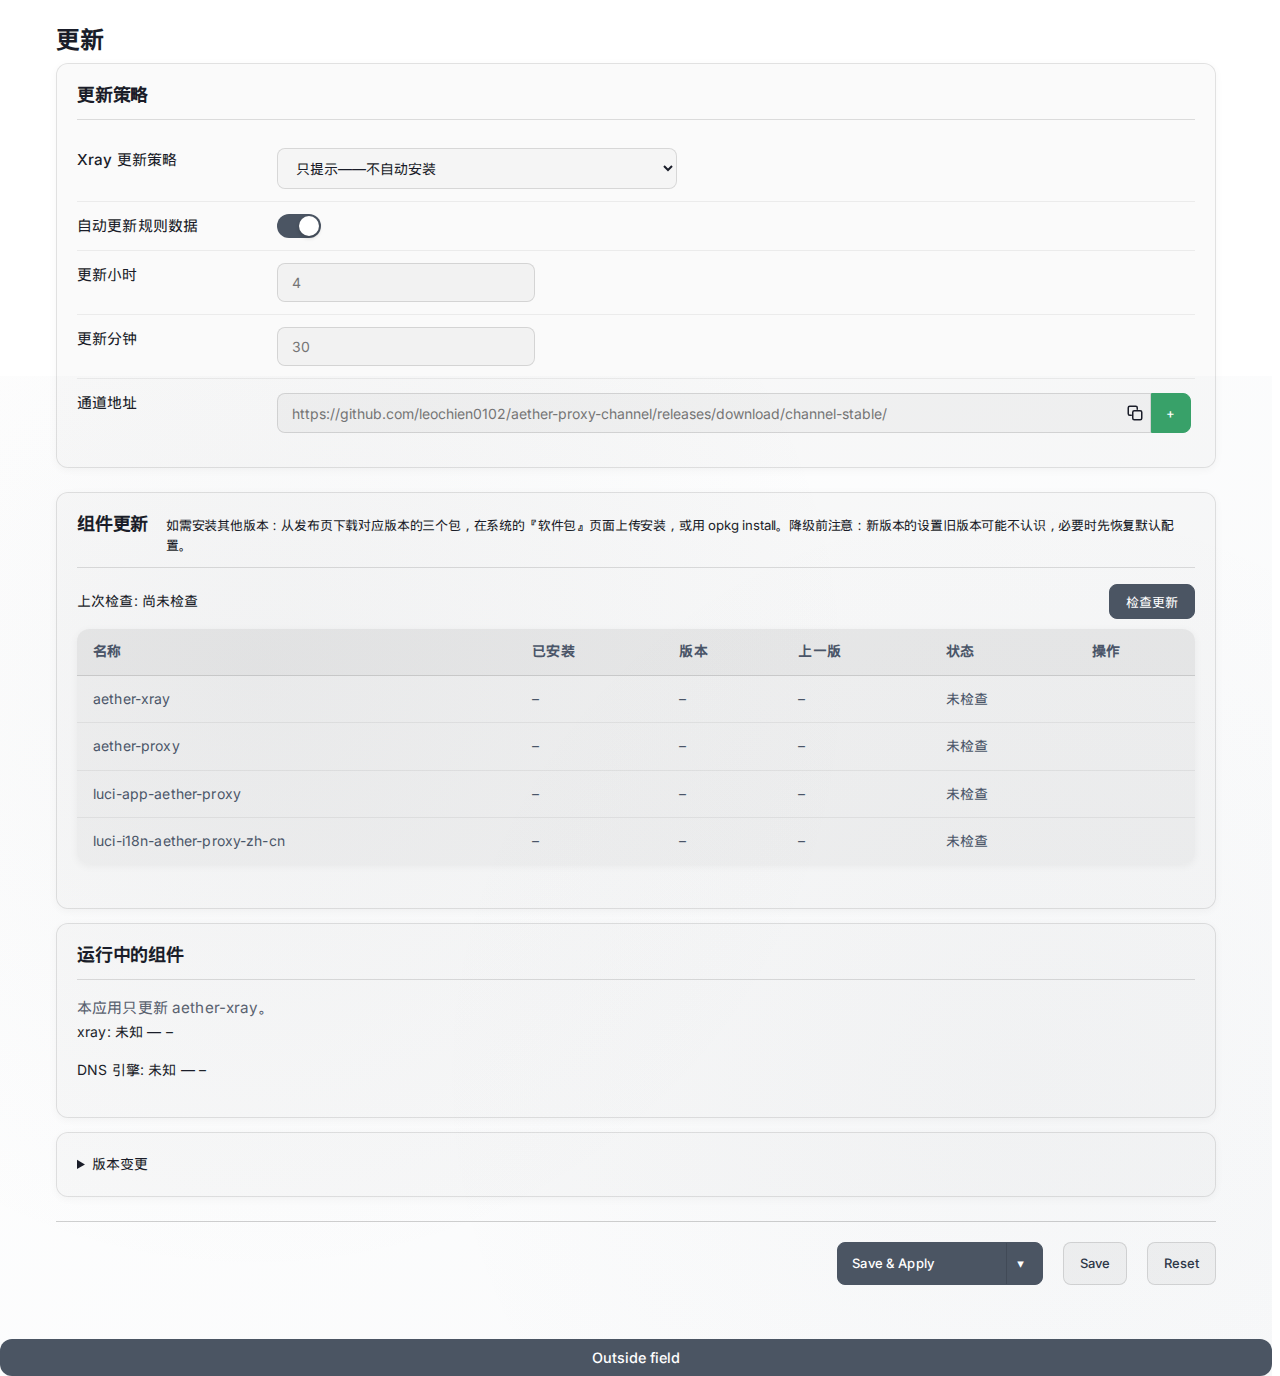 更新
更新策略
Xray 更新策略
只提示——不自动安装
自动更新规则数据
更新小时
4
更新分钟
30
通道地址
https://github.com/leochien0102/aether-proxy-channel/releases/download/channel-stable/
+
组件更新
如需安装其他版本：从发布页下载对应版本的三个包，在系统的『软件包』页面上传安装，或用 opkg install。降级前注意：新版本的设置旧版本可能不认识，必要时先恢复默认配
置。
上次检查: 尚未检查
检查更新
名称 已安装 版本 上一版 状态 操作
aether-xray – – – 未检查
aether-proxy – – – 未检查
luci-app-aether-proxy – – – 未检查
luci-i18n-aether-proxy-zh-cn – – – 未检查
运行中的组件
本应用只更新 aether-xray。
xray: 未知 — –
DNS 引擎: 未知 — –
▶ 版本变更
Save & Apply ▼ Save Reset
Outside field